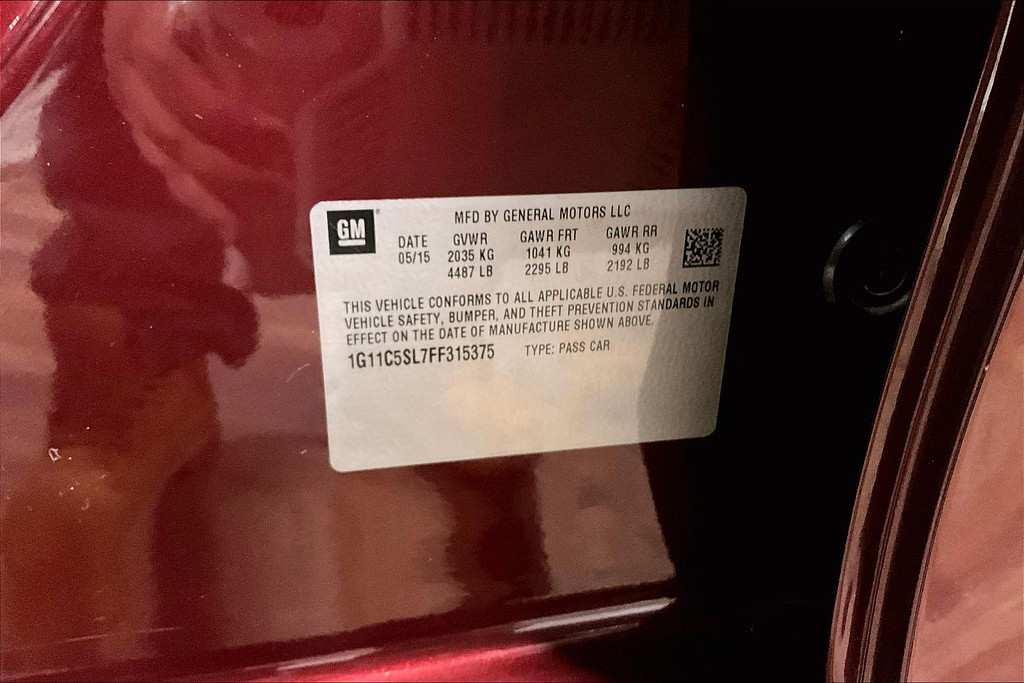 GM
MFD BY GENERAL MOTORS LLC
DATE GVWR GAWR FRT GAWR RR
05/15 2035 KG 1041 KG 994 KG
4487 LB 2295 LB 2192 LB
THIS VEHICLE CONFORMS TO ALL APPLICABLE U.S. FEDERAL MOTOR
VEHICLE SAFETY, BUMPER, AND THEFT PREVENTION STANDARDS IN
EFFECT ON THE DATE OF MANUFACTURE SHOWN ABOVE.
1G11C5SL7FF315375 TYPE: PASS CAR